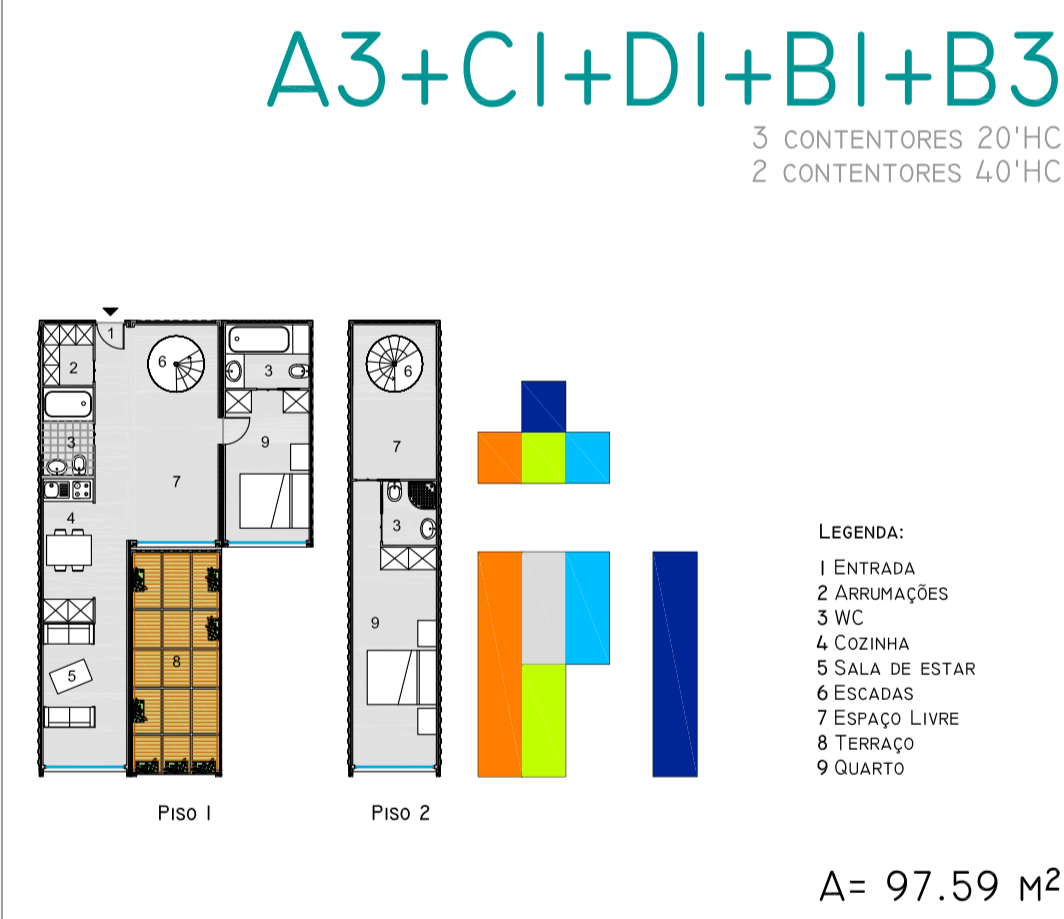 A3+C1+D1+B1+B3
3 CONTENTORES 20'HC
2 CONTENTORES 40'HC
1
2
6
3
3
9
7
4
5
8
6
7
3
9
PISO 1
PISO 2
LEGENDA:
1 ENTRADA
2 ARRUMAÇÕES
3 WC
4 COZINHA
5 SALA DE ESTAR
6 ESCADAS
7 ESPAÇO LIVRE
8 TERRAÇO
9 QUARTO
A= 97.59 M²